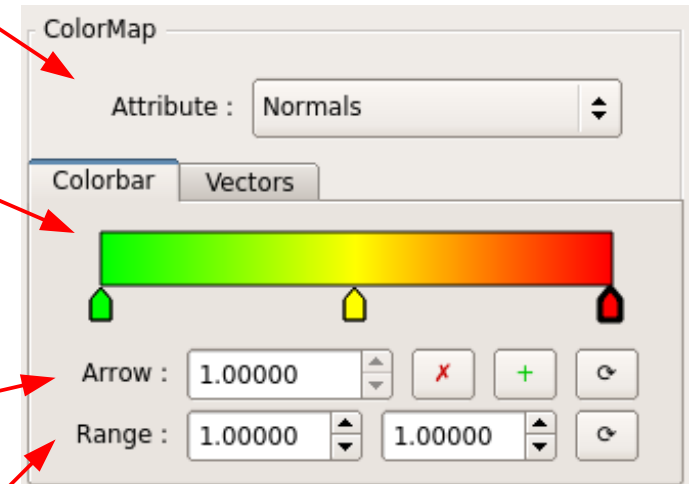 ColorMap
Attribute : Normals
Colorbar Vectors
Arrow : 1.00000 ✗ + ⟳
Range : 1.00000 1.00000 ⟳